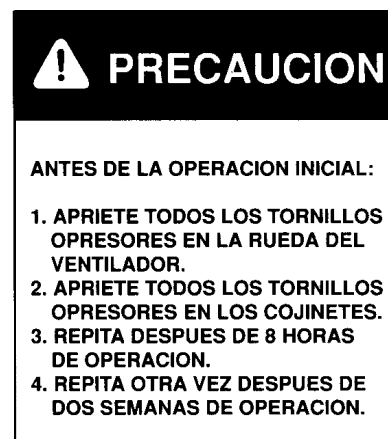 PRECAUCION
ANTES DE LA OPERACION INICIAL:
1. APRIETE TODOS LOS TORNILLOS
OPRESORES EN LA RUEDA DEL
VENTILADOR.
2. APRIETE TODOS LOS TORNILLOS
OPRESORES EN LOS COJINETES.
3. REPITA DESPUES DE 8 HORAS
DE OPERACION.
4. REPITA OTRA VEZ DESPUES DE
DOS SEMANAS DE OPERACION.